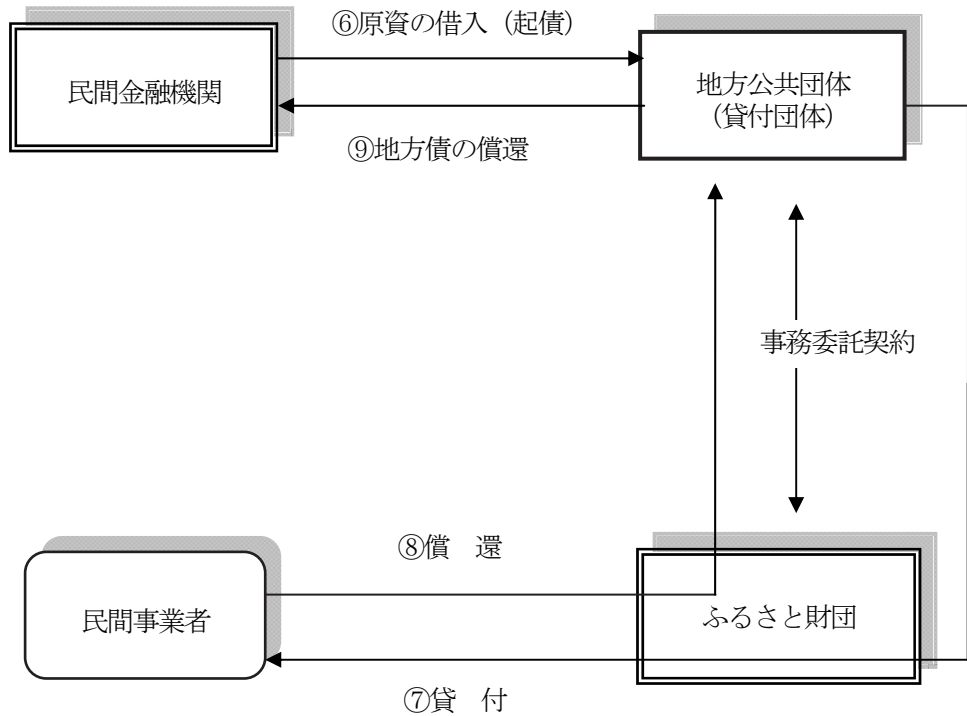 ⑥原資の借入（起債）
民間金融機関
地方公共団体
（貸付団体）
⑨地方債の償還
事務委託契約
⑧償　還
民間事業者
ふるさと財団
⑦貸　付